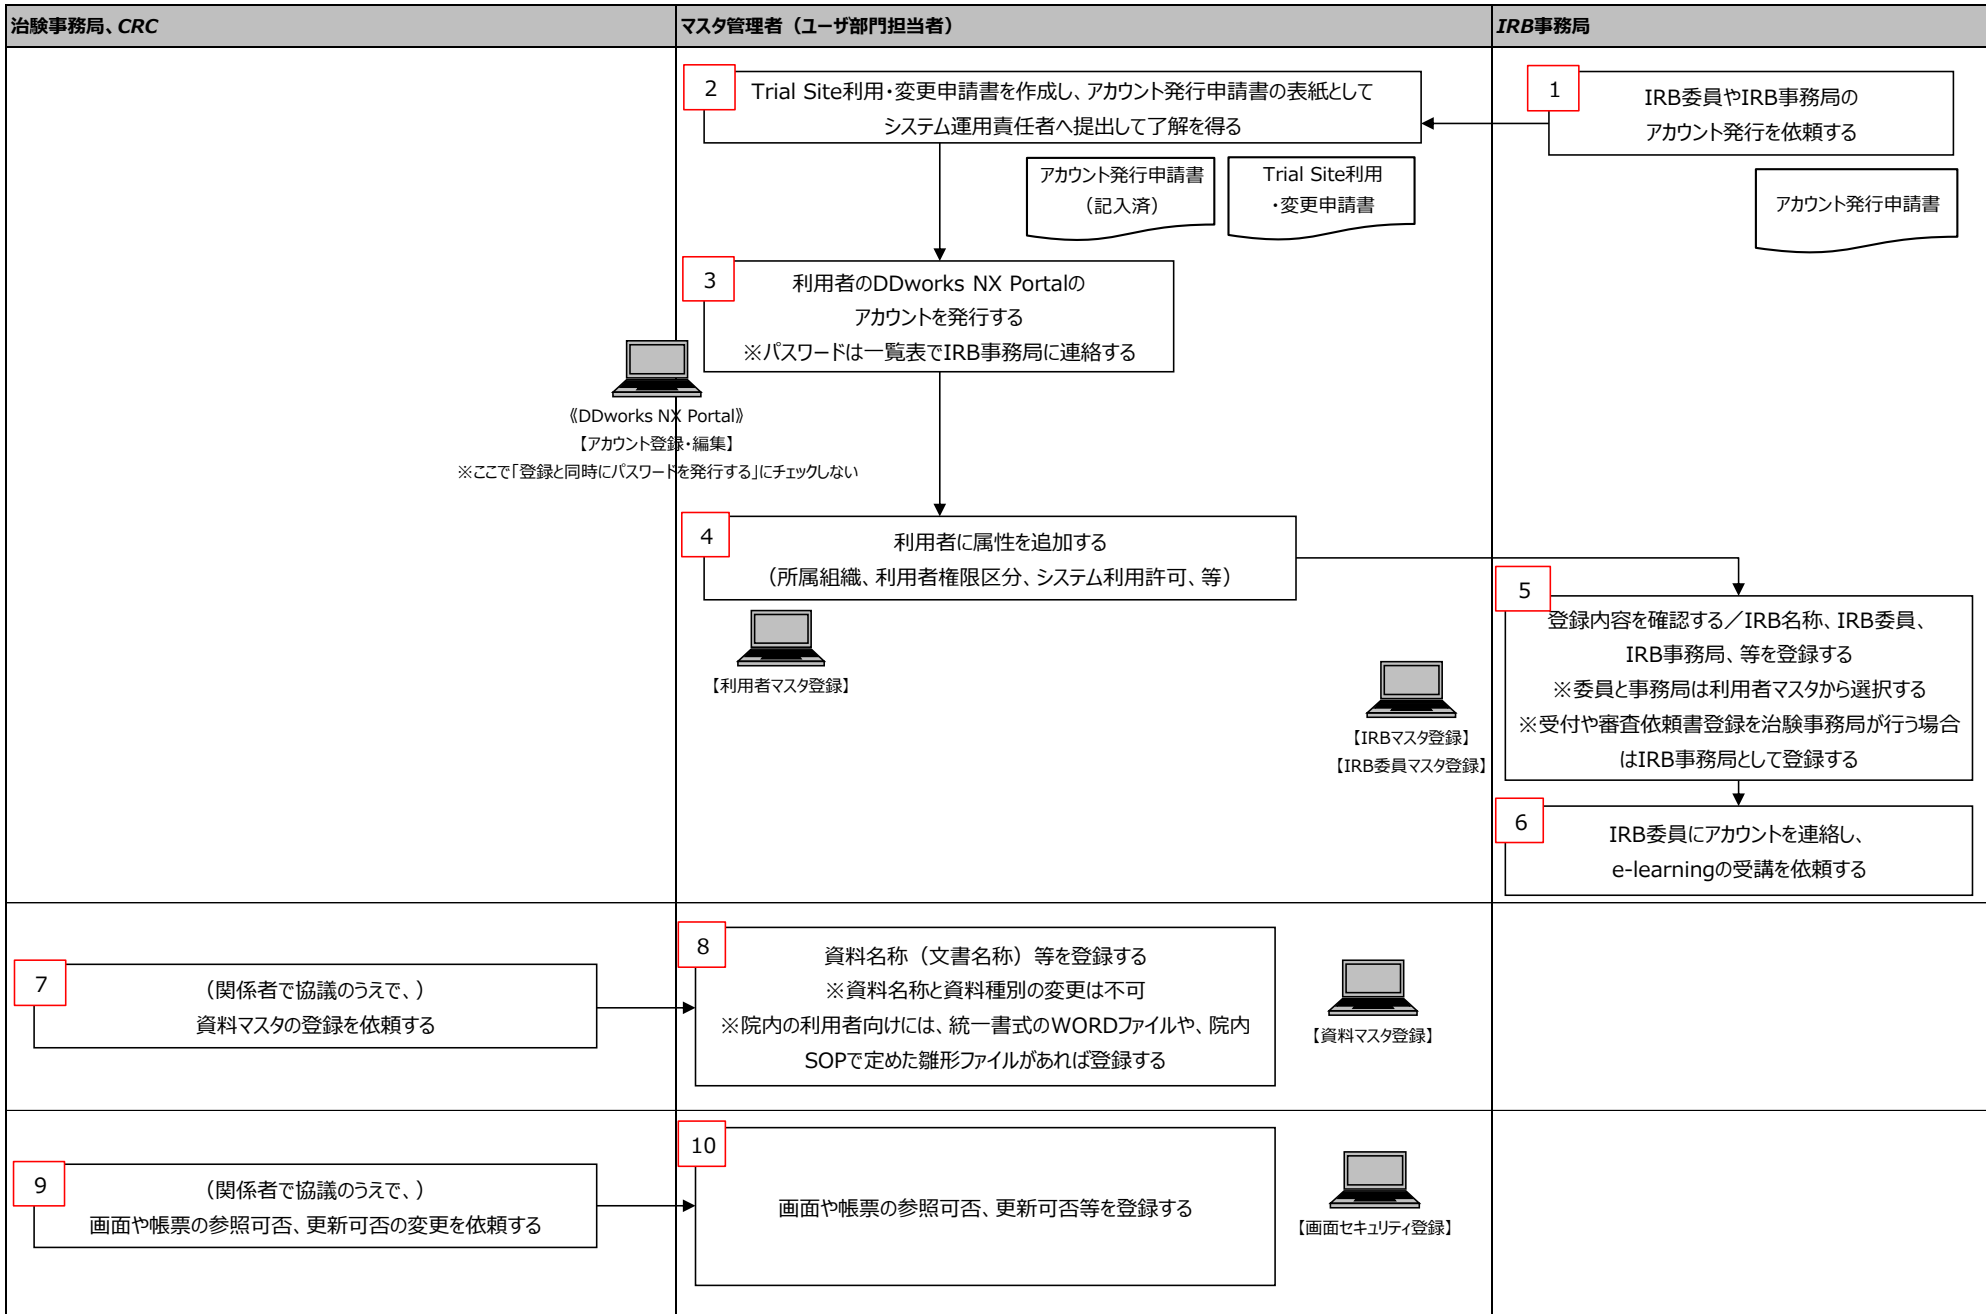 治験事務局、CRC
マスタ管理者（ユーザ部門担当者）
IRB事務局
1
IRB委員やIRB事務局の
アカウント発行を依頼する
アカウント発行申請書
2
Trial Site利用・変更申請書を作成し、アカウント発行申請書の表紙として
システム運用責任者へ提出して了解を得る
アカウント発行申請書
（記入済）
Trial Site利用
・変更申請書
3
利用者のDDworks NX Portalの
アカウントを発行する
※パスワードは一覧表でIRB事務局に連絡する
《DDworks NX Portal》
【アカウント登録・編集】
※ここで「登録と同時にパスワードを発行する」にチェックしない
4
利用者に属性を追加する
（所属組織、利用者権限区分、システム利用許可、等）
【利用者マスタ登録】
5
登録内容を確認する／IRB名称、IRB委員、
IRB事務局、等を登録する
※委員と事務局は利用者マスタから選択する
※受付や審査依頼書登録を治験事務局が行う場合
はIRB事務局として登録する
【IRBマスタ登録】
【IRB委員マスタ登録】
6
IRB委員にアカウントを連絡し、
e-learningの受講を依頼する
7
（関係者で協議のうえで、）
資料マスタの登録を依頼する
8
資料名称（文書名称）等を登録する
※資料名称と資料種別の変更は不可
※院内の利用者向けには、統一書式のWORDファイルや、院内
SOPで定めた雛形ファイルがあれば登録する
【資料マスタ登録】
9
（関係者で協議のうえで、）
画面や帳票の参照可否、更新可否の変更を依頼する
10
画面や帳票の参照可否、更新可否等を登録する
【画面セキュリティ登録】